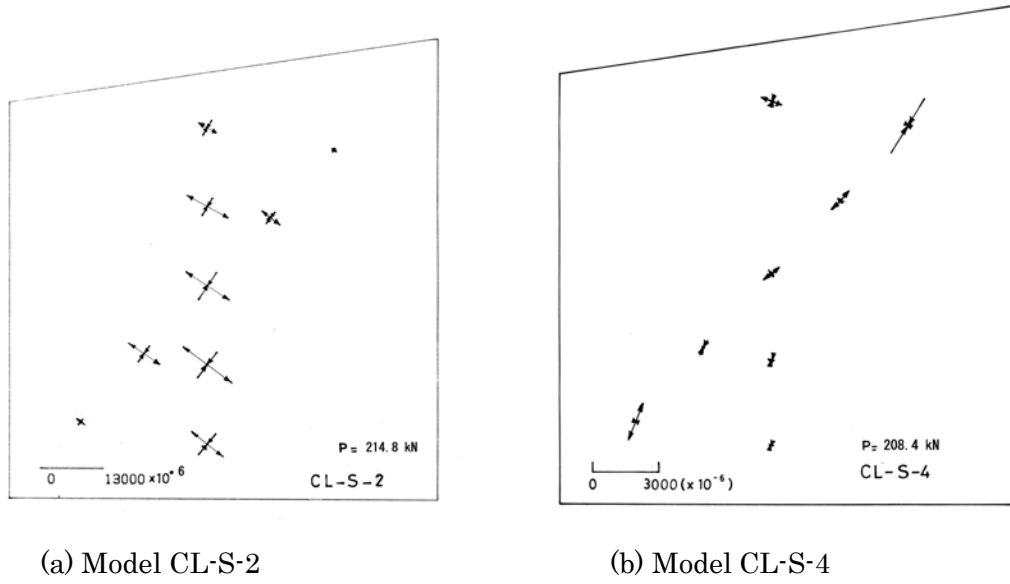 P= 214.8 kN
0 13000 ×10⁻⁶
CL-S-2
P= 208.4 kN
0 3000 (×10⁻⁶)
CL-S-4
(a) Model CL-S-2
(b) Model CL-S-4